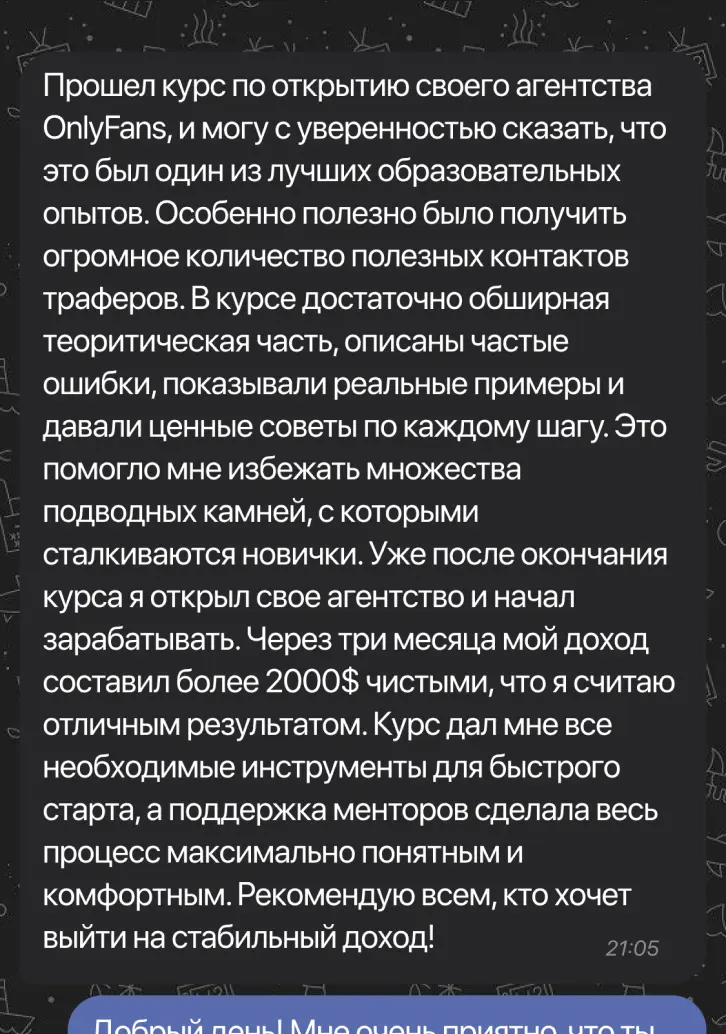 Прошел курс по открытию своего агентства
OnlyFans, и могу с уверенностью сказать, что
это был один из лучших образовательных
опытов. Особенно полезно было получить
огромное количество полезных контактов
траферов. В курсе достаточно обширная
теоритическая часть, описаны частые
ошибки, показывали реальные примеры и
давали ценные советы по каждому шагу. Это
помогло мне избежать множества
подводных камней, с которыми
сталкиваются новички. Уже после окончания
курса я открыл свое агентство и начал
зарабатывать. Через три месяца мой доход
составил более 2000$ чистыми, что я считаю
отличным результатом. Курс дал мне все
необходимые инструменты для быстрого
старта, а поддержка менторов сделала весь
процесс максимально понятным и
комфортным. Рекомендую всем, кто хочет
выйти на стабильный доход!
21:05
Добрый день! Мне очень приятно, что ты